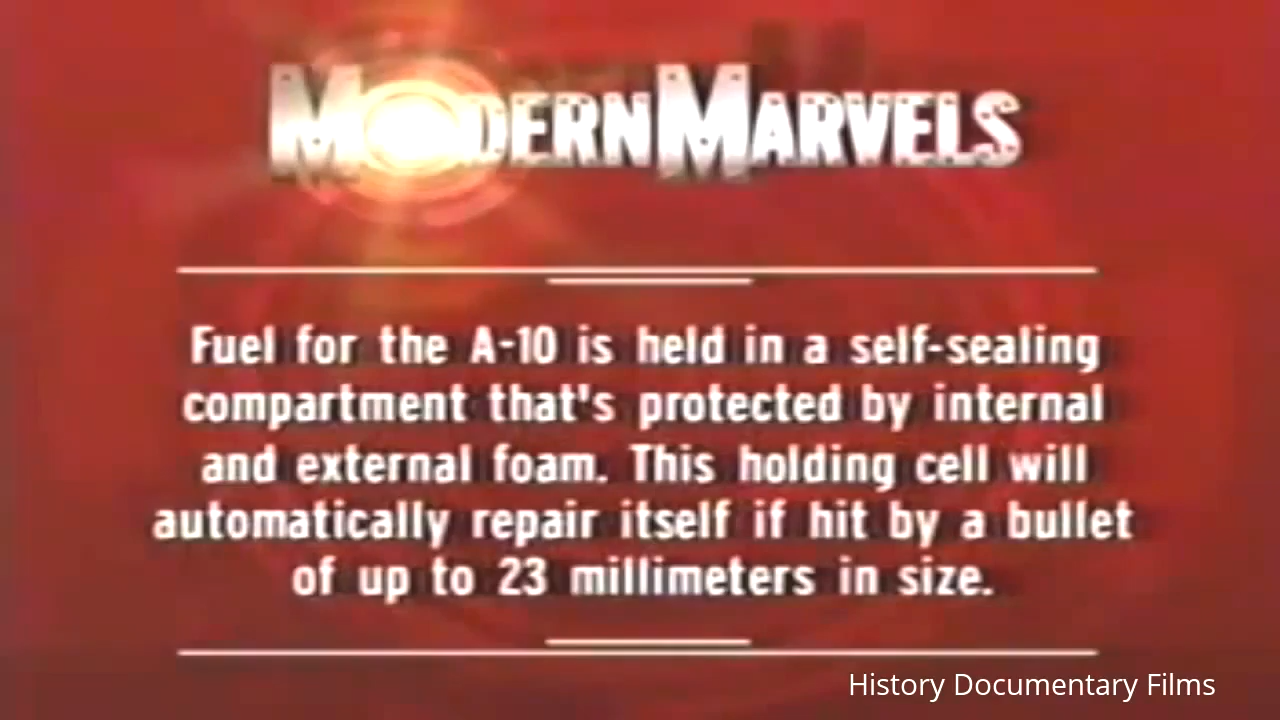 MODERN MARVELS
Fuel for the A-10 is held in a self-sealing
compartment that's protected by internal
and external foam. This holding cell will
automatically repair itself if hit by a bullet
of up to 23 millimeters in size.
History Documentary Films